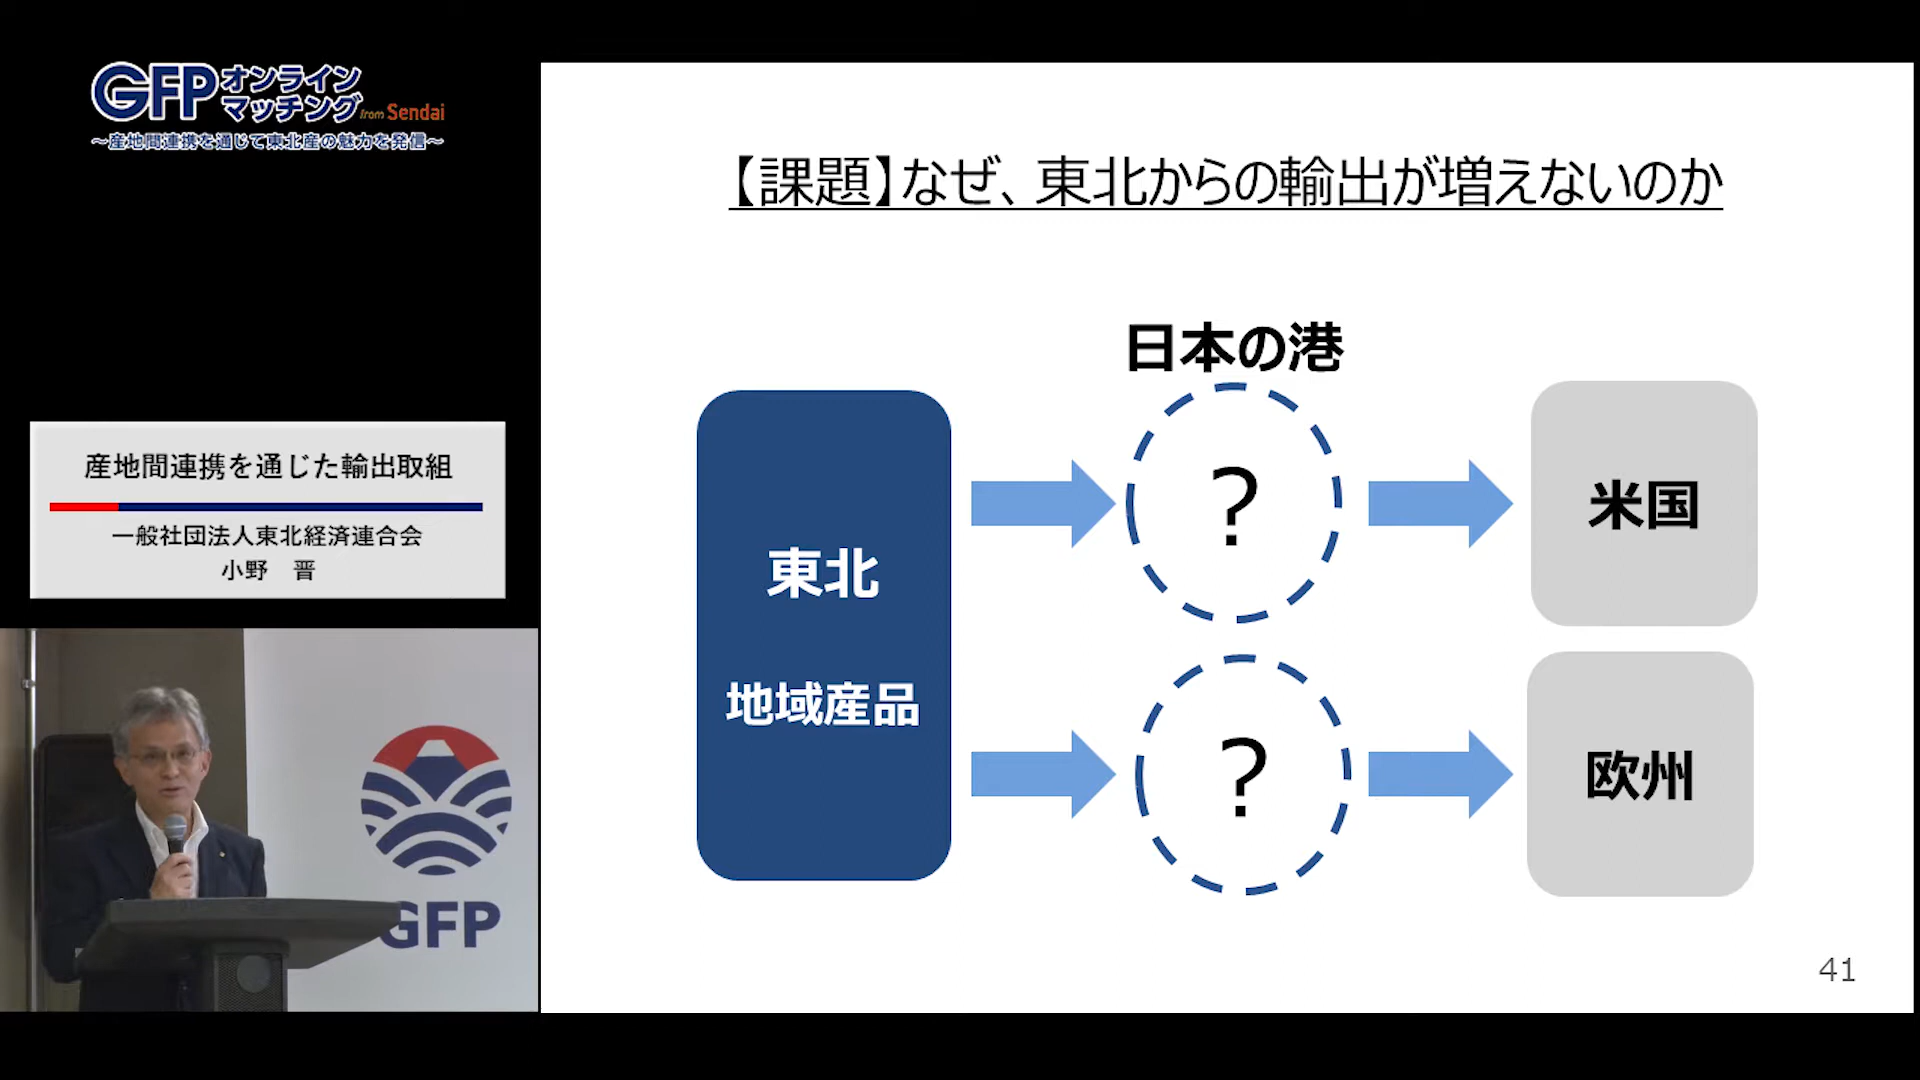 GFPオンライン
マッチング from Sendai
～産地間連携を通じて東北産の魅力を発信～
産地間連携を通じた輸出取組
一般社団法人東北経済連合会
小野　晋
GFP
【課題】なぜ、東北からの輸出が増えないのか
日本の港
東北
地域産品
?
?
米国
欧州
41